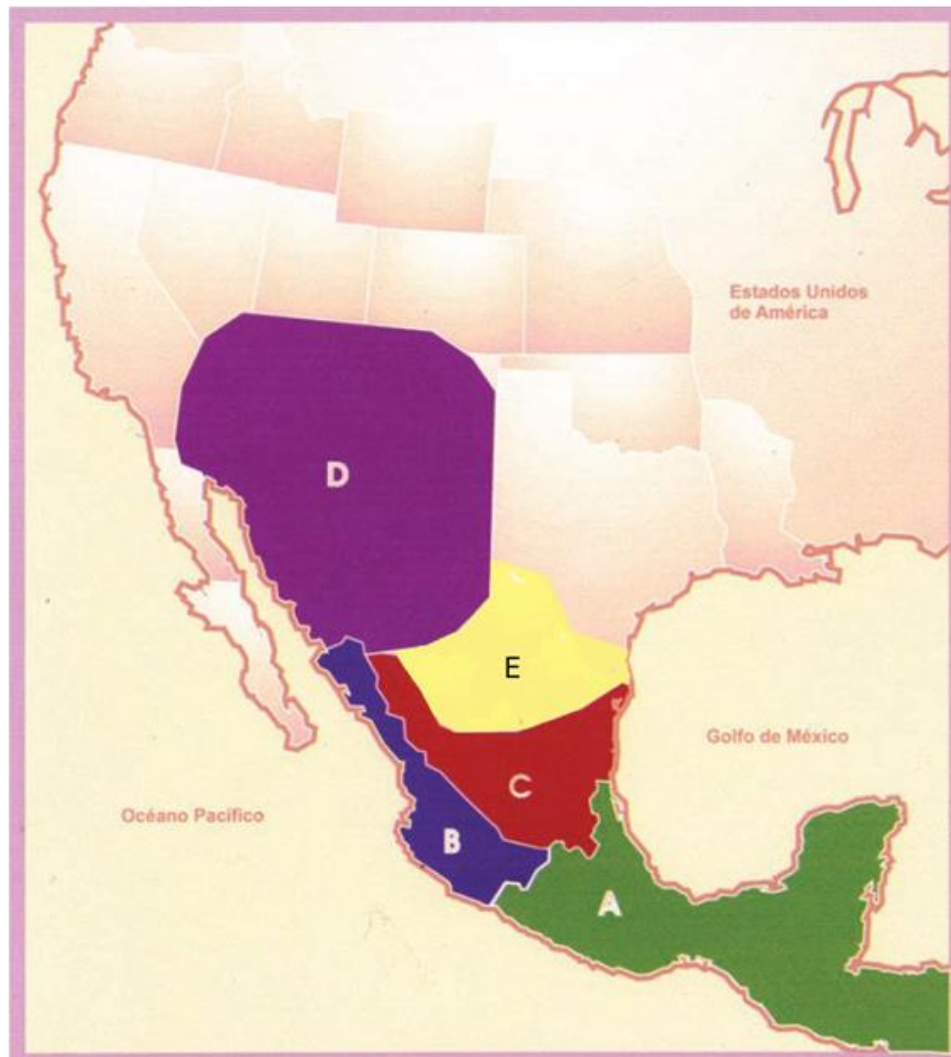 Estados Unidos
de América
D
E
Golfo de México
C
Océano Pacífico
B
A